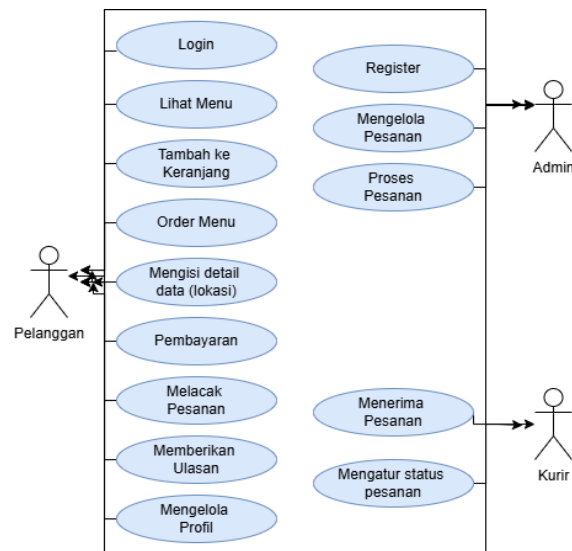 Login
Lihat Menu
Tambah ke
Keranjang
Order Menu
Mengisi detail
data (lokasi)
Pembayaran
Melacak
Pesanan
Memberikan
Ulasan
Mengelola
Profil
Pelanggan
Register
Mengelola
Pesanan
Proses
Pesanan
Admin
Menerima
Pesanan
Mengatur status
pesanan
Kurir